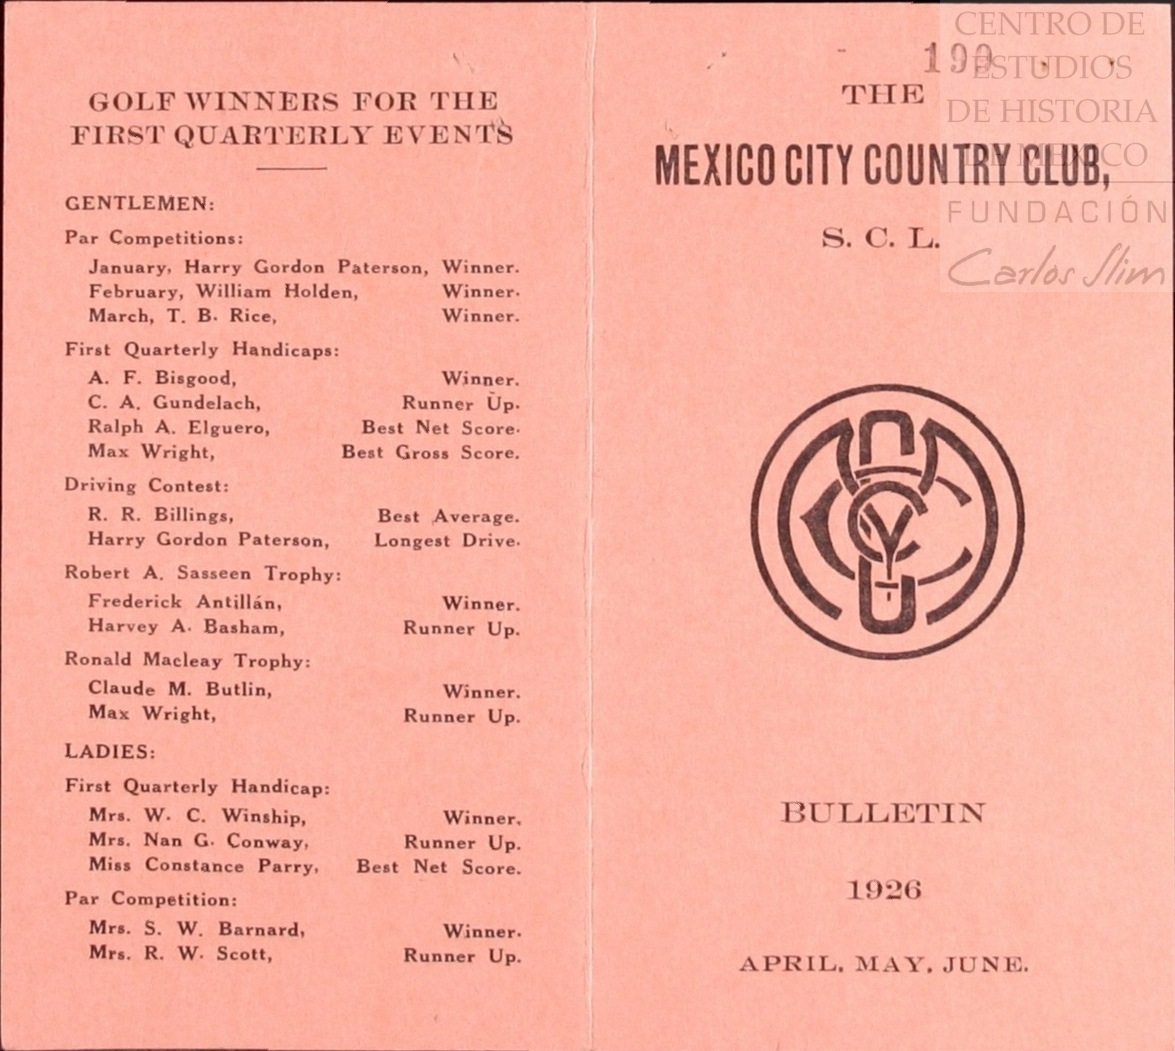 GOLF WINNERS FOR THE
FIRST QUARTERLY EVENTS
GENTLEMEN:
Par Competitions:
January, Harry Gordon Paterson, Winner.
February, William Holden, Winner.
March, T. B. Rice, Winner.
First Quarterly Handicaps:
A. F. Bisgood, Winner.
C. A. Gundelach, Runner Up.
Ralph A. Elguero, Best Net Score.
Max Wright, Best Gross Score.
Driving Contest:
R. R. Billings, Best Average.
Harry Gordon Paterson, Longest Drive.
Robert A. Sasseen Trophy:
Frederick Antillán, Winner.
Harvey A. Basham, Runner Up.
Ronald Macleay Trophy:
Claude M. Butlin, Winner.
Max Wright, Runner Up.
LADIES:
First Quarterly Handicap:
Mrs. W. C. Winship, Winner.
Mrs. Nan G. Conway, Runner Up.
Miss Constance Parry, Best Net Score.
Par Competition:
Mrs. S. W. Barnard, Winner.
Mrs. R. W. Scott, Runner Up.
199
THE
MEXICO CITY COUNTRY CLUB,
S. C. L.
BULLETIN
1926
APRIL, MAY, JUNE.
CENTRO DE
ESTUDIOS
DE HISTORIA
DE MEXICO
FUNDACIÓN
Carlos Slim